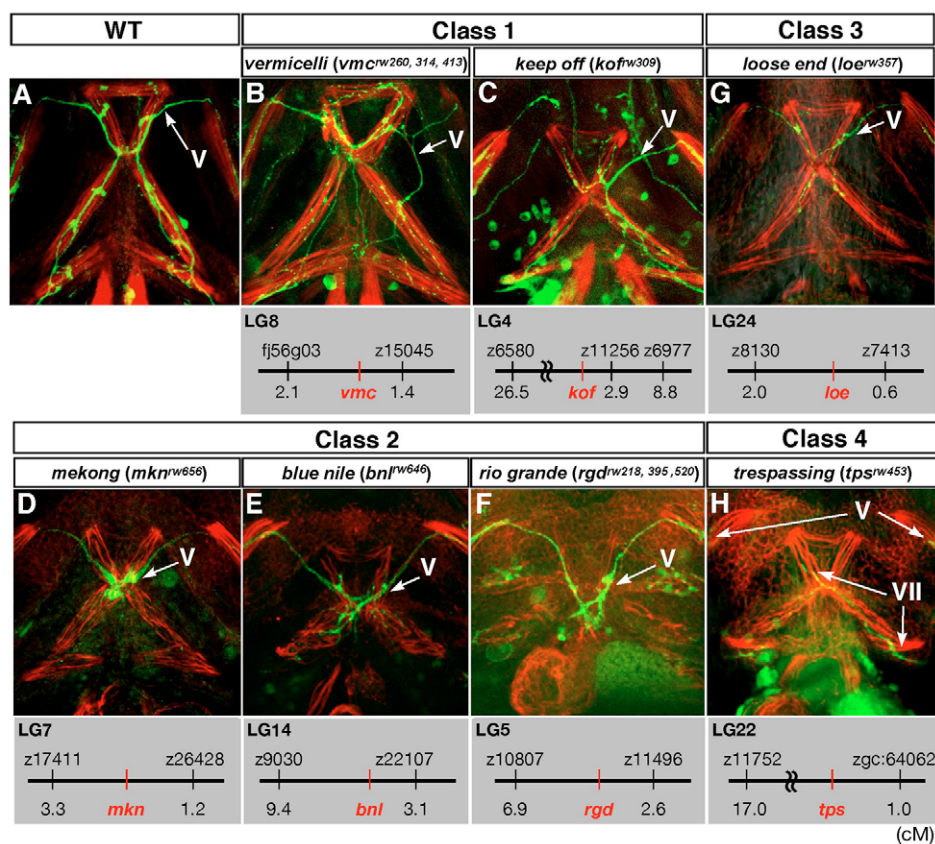 WT
Class 1
Class 3
vermicelli (vmcrw260, 314, 413)
keep off (kofrw309)
loose end (loerw357)
A
V
B
V
C
V
G
V
LG8
fj56g03 z15045
2.1 vmc 1.4
LG4
z6580 z11256 z6977
26.5 kof 2.9 8.8
LG24
z8130 z7413
2.0 loe 0.6
Class 2
Class 4
mekong (mknrw656)
blue nile (bnlrw646)
rio grande (rgdrw218, 395 ,520)
trespassing (tpsrw453)
D
V
E
V
F
V
H
V
VII
LG7
z17411 z26428
3.3 mkn 1.2
LG14
z9030 z22107
9.4 bnl 3.1
LG5
z10807 z11496
6.9 rgd 2.6
LG22
z11752 zgc:64062
17.0 tps 1.0
(cM)